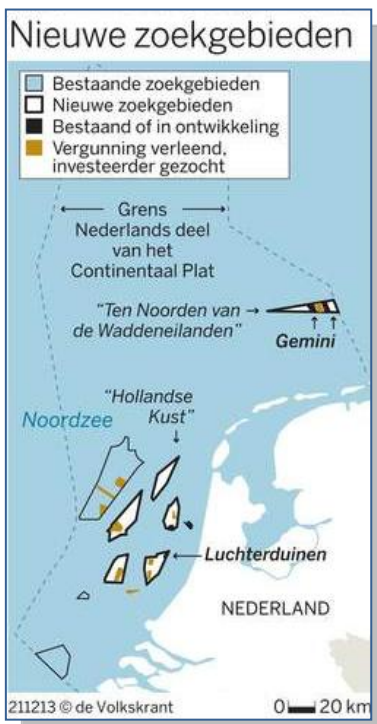 Nieuwe zoekgebieden
Bestaande zoekgebieden
Nieuwe zoekgebieden
Bestaand of in ontwikkeling
Vergunning verleend,
investeerder gezocht
Grens
Nederlands deel
van het
Continentaal Plat
"Ten Noorden van
de Waddeneilanden"
Gemini
"Hollandse
Kust"
Noordzee
Luchterduinen
NEDERLAND
211213 © de Volkskrant
0 20 km